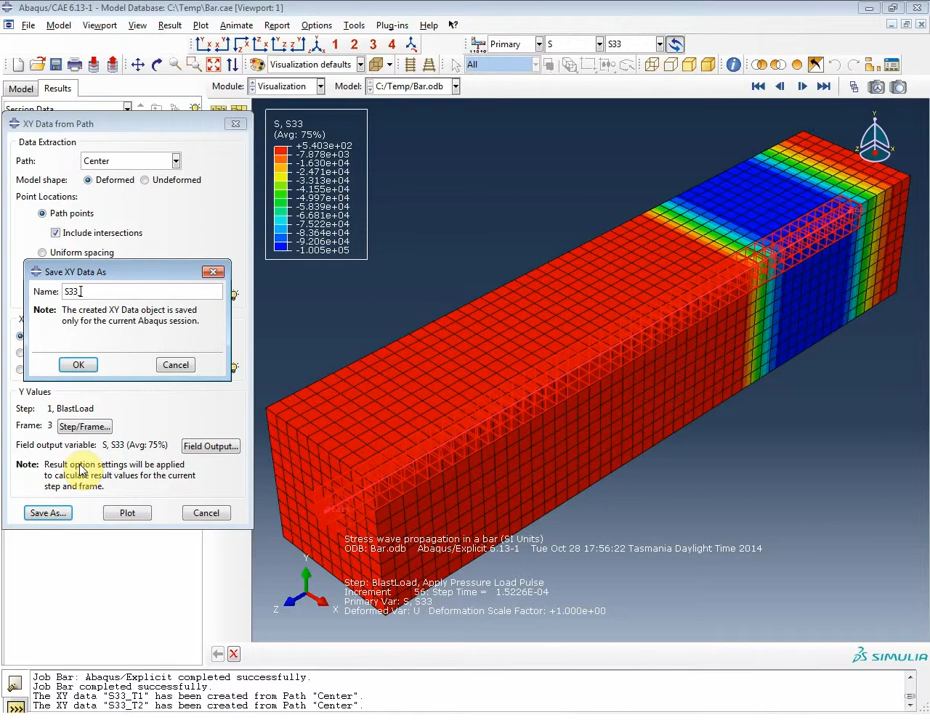 Abaqus/CAE 6.13-1 - Model Database: C:\Temp\Bar.cae [Viewport: 1]
File Model Viewport View Result Plot Animate Report Options Tools Plug-ins Help
1 2 3 4 Primary S S33
Visualization defaults All
Model Results Module: Visualization Model: C:/Temp/Bar.odb
Session Data
XY Data from Path
Data Extraction
Path: Center
Model shape: Deformed Undeformed
Point Locations:
Path points
Include intersections
Uniform spacing
Save XY Data As
Name: S33_
Note: The created XY Data object is saved
only for the current Abaqus session.
OK Cancel
Y Values
Step: 1, BlastLoad
Frame: 3 Step/Frame...
Field output variable: S, S33 (Avg: 75%) Field Output...
Note: Result option settings will be applied
to calculate result values for the current
step and frame.
Save As... Plot Cancel
S, S33
(Avg: 75%)
+5.403e+02
-7.878e+03
-1.630e+04
-2.471e+04
-3.313e+04
-4.155e+04
-4.997e+04
-5.839e+04
-6.681e+04
-7.522e+04
-8.364e+04
-9.206e+04
-1.005e+05
Y
Z X
Y
Z X
Stress wave propagation in a bar (SI Units)
ODB: Bar.odb Abaqus/Explicit 6.13-1 Tue Oct 28 17:56:22 Tasmania Daylight Time 2014
Step: BlastLoad, Apply Pressure Load Pulse
Increment 56: Step Time = 1.5226E-04
Primary Var: S, S33
Deformed Var: U Deformation Scale Factor: +1.000e+00
SIMULIA
Job Bar: Abaqus/Explicit completed successfully.
Job Bar completed successfully.
The XY data "S33_T1" has been created from Path "Center".
The XY data "S33_T2" has been created from Path "Center".
>>>